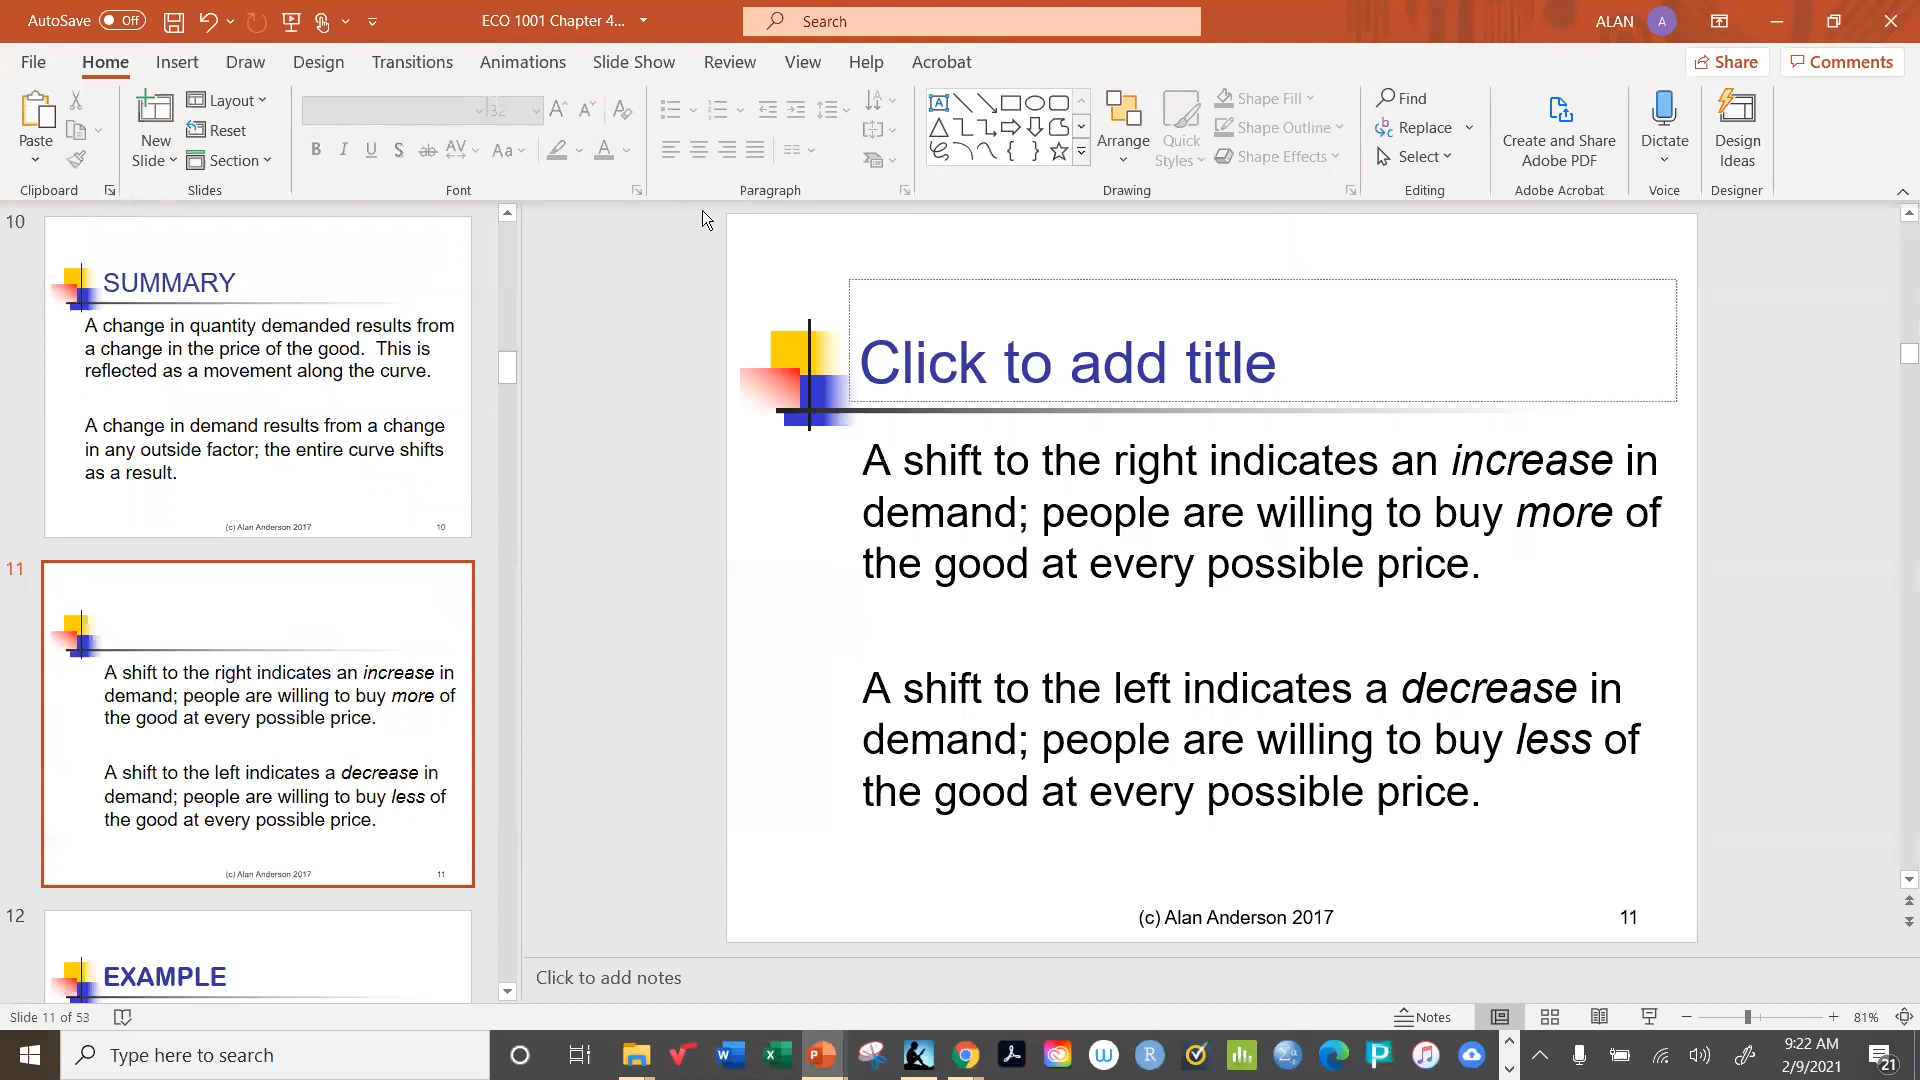 AutoSave Off ECO 1001 Chapter 4... Search ALAN A
File Home Insert Draw Design Transitions Animations Slide Show Review View Help Acrobat Share Comments
Paste
New
Slide
Layout
Reset
Section
32
Aa
Arrange
Quick
Styles
Shape Fill
Shape Outline
Shape Effects
Find
Replace
Select
Create and Share
Adobe PDF
Dictate
Design
Ideas
Clipboard Slides Font Paragraph Drawing Editing Adobe Acrobat Voice Designer
10
SUMMARY
A change in quantity demanded results from
a change in the price of the good. This is
reflected as a movement along the curve.
A change in demand results from a change
in any outside factor; the entire curve shifts
as a result.
(c) Alan Anderson 2017 10
11
A shift to the right indicates an increase in
demand; people are willing to buy more of
the good at every possible price.
A shift to the left indicates a decrease in
demand; people are willing to buy less of
the good at every possible price.
(c) Alan Anderson 2017 11
12
EXAMPLE
Click to add title
A shift to the right indicates an increase in
demand; people are willing to buy more of
the good at every possible price.
A shift to the left indicates a decrease in
demand; people are willing to buy less of
the good at every possible price.
(c) Alan Anderson 2017 11
Click to add notes
Slide 11 of 53 Notes 81%
Type here to search
9:22 AM
2/9/2021
21